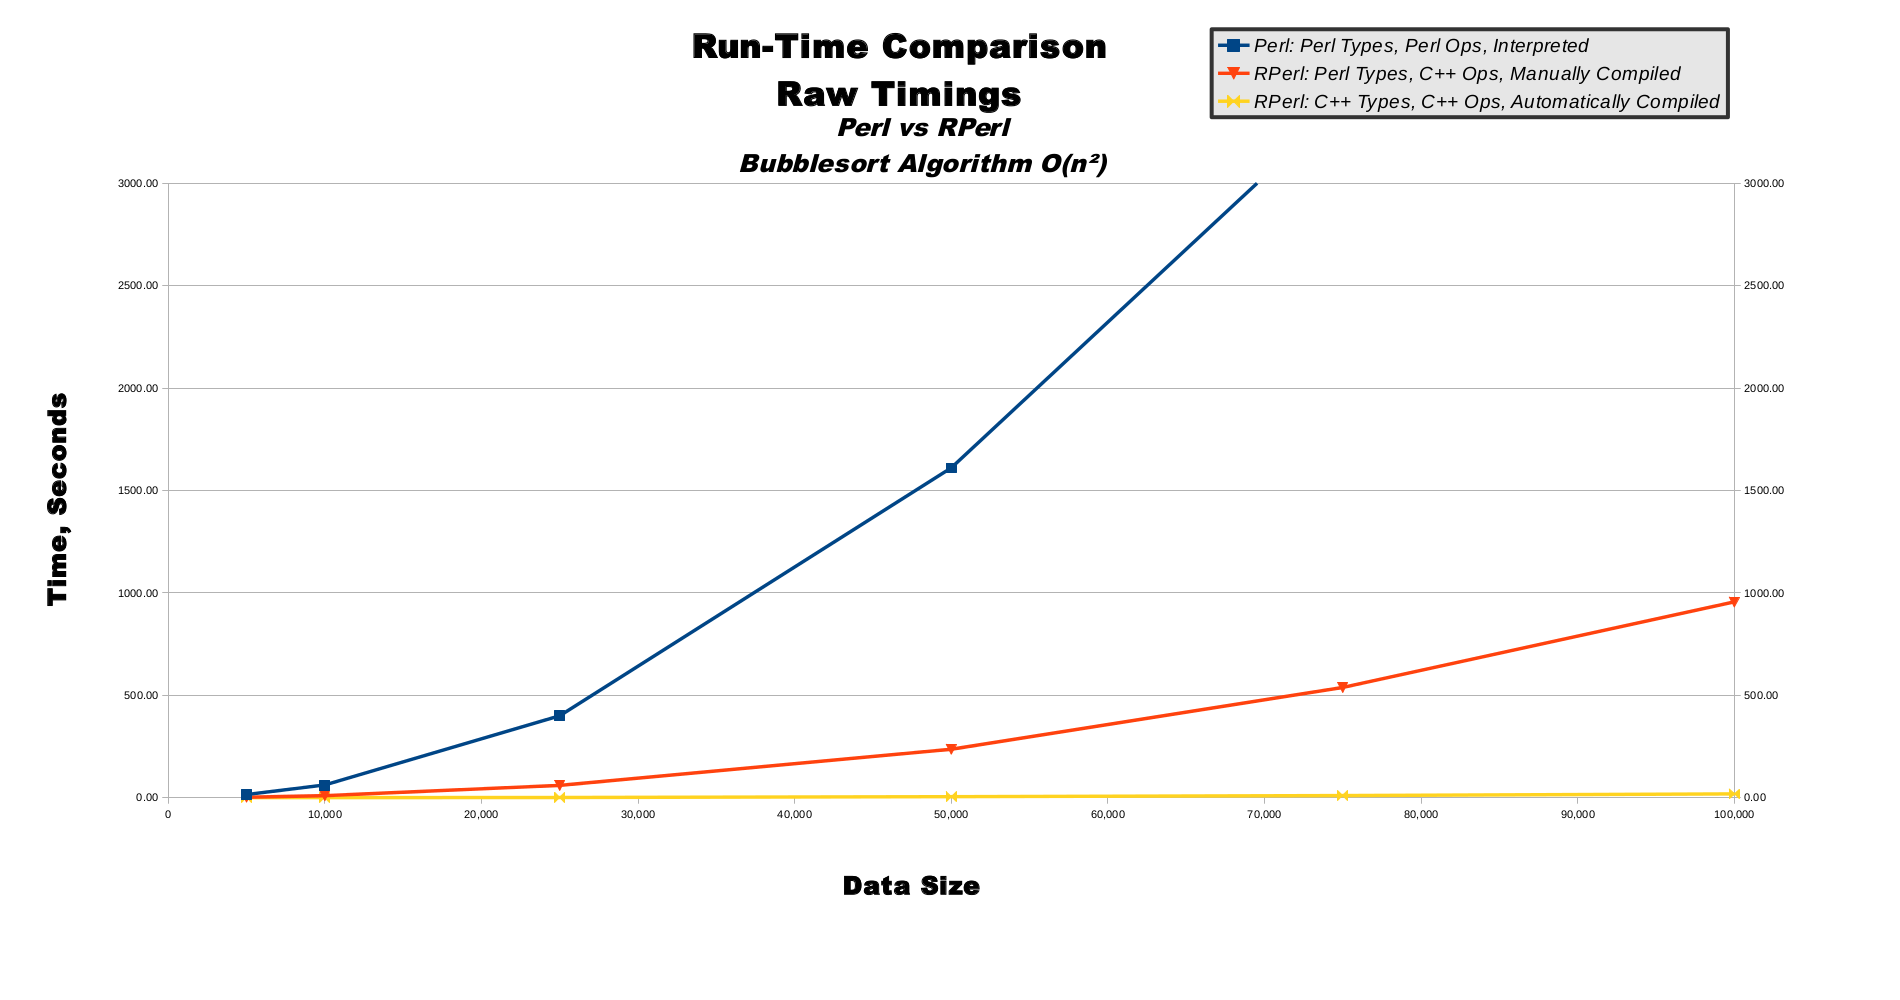 Run-Time Comparison
Raw Timings
Perl vs RPerl
Bubblesort Algorithm O(n²)
Perl: Perl Types, Perl Ops, Interpreted
RPerl: Perl Types, C++ Ops, Manually Compiled
RPerl: C++ Types, C++ Ops, Automatically Compiled
3000.00 3000.00
2500.00 2500.00
2000.00 2000.00
1500.00 1500.00
1000.00 1000.00
500.00 500.00
0.00 0.00
Time, Seconds
0 10,000 20,000 30,000 40,000 50,000 60,000 70,000 80,000 90,000 100,000
Data Size